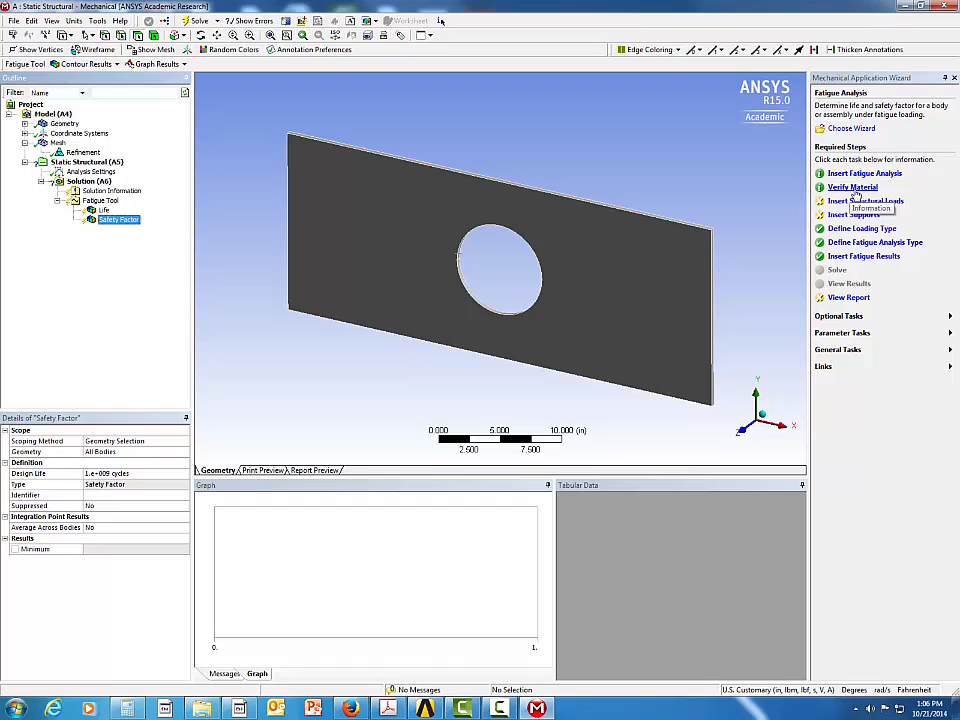 A : Static Structural - Mechanical [ANSYS Academic Research]
File Edit View Units Tools Help
Solve
Show Errors
Worksheet
Show Vertices
Wireframe
Show Mesh
Random Colors
Annotation Preferences
Edge Coloring
Thicken Annotations
Fatigue Tool
Contour Results
Graph Results
Outline
Filter: Name
Project
Model (A4)
Geometry
Coordinate Systems
Mesh
Refinement
Static Structural (A5)
Analysis Settings
Solution (A6)
Solution Information
Fatigue Tool
Life
Safety Factor
Details of "Safety Factor"
Scope
Scoping Method Geometry Selection
Geometry All Bodies
Definition
Design Life 1.e+009 cycles
Type Safety Factor
Identifier
Suppressed No
Integration Point Results
Average Across Bodies No
Results
Minimum
ANSYS
R15.0
Academic
0.000 5.000 10.000 (in)
2.500 7.500
Y
X
Z
Geometry Print Preview Report Preview
Graph
0. 1.
Messages Graph
Tabular Data
Mechanical Application Wizard
Fatigue Analysis
Determine life and safety factor for a body
or assembly under fatigue loading.
Choose Wizard
Required Steps
Click each task below for information.
Insert Fatigue Analysis
Verify Material
Insert Structural Loads
Information
Insert Supports
Define Loading Type
Define Fatigue Analysis Type
Insert Fatigue Results
Solve
View Results
View Report
Optional Tasks
Parameter Tasks
General Tasks
Links
No Messages
No Selection
U.S. Customary (in, lbm, lbf, s, V, A) Degrees rad/s Fahrenheit
1:06 PM
10/21/2014